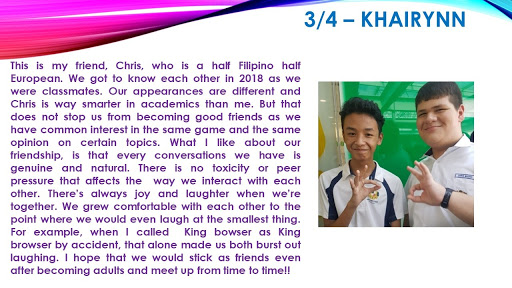 3/4 – KHAIRYNN
This is my friend, Chris, who is a half Filipino half
European. We got to know each other in 2018 as we
were classmates. Our appearances are different and
Chris is way smarter in academics than me. But that
does not stop us from becoming good friends as we
have common interest in the same game and the same
opinion on certain topics. What I like about our
friendship, is that every conversations we have is
genuine and natural. There is no toxicity or peer
pressure that affects the way we interact with each
other. There's always joy and laughter when we're
together. We grew comfortable with each other to the
point where we would even laugh at the smallest thing.
For example, when I called King bowser as King
browser by accident, that alone made us both burst out
laughing. I hope that we would stick as friends even
after becoming adults and meet up from time to time!!